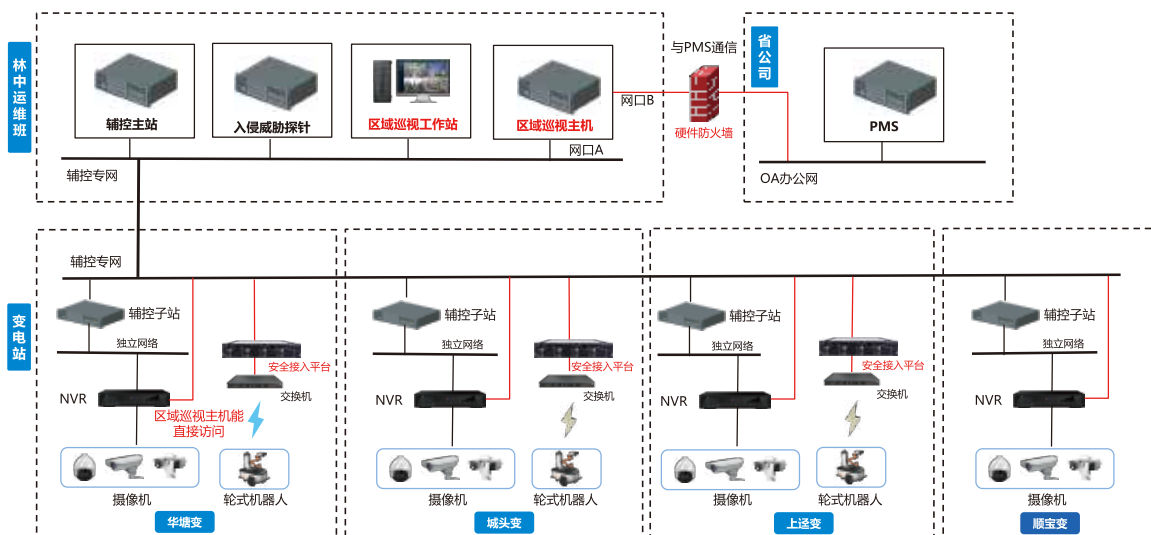 林中运维班
辅控主站
入侵威胁探针
区域巡视工作站
区域巡视主机
网口B
网口A
辅控专网
与PMS通信
硬件防火墙
省公司
PMS
OA办公网
变电站
辅控专网
辅控子站
独立网络
NVR
安全接入平台
交换机
区域巡视主机能
直接访问
摄像机
轮式机器人
华塘变
辅控子站
独立网络
NVR
安全接入平台
交换机
摄像机
轮式机器人
城头变
辅控子站
独立网络
NVR
安全接入平台
交换机
摄像机
轮式机器人
上迳变
辅控子站
独立网络
NVR
摄像机
顺宝变